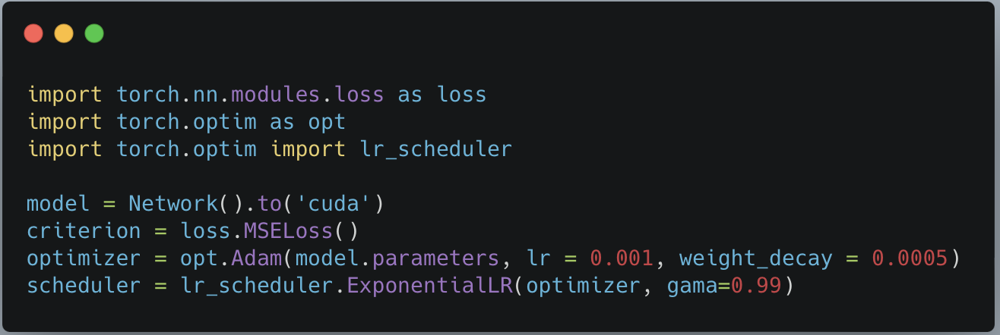 import torch.nn.modules.loss as loss
import torch.optim as opt
import torch.optim import lr_scheduler
model = Network().to('cuda')
criterion = loss.MSELoss()
optimizer = opt.Adam(model.parameters, lr = 0.001, weight_decay = 0.0005)
scheduler = lr_scheduler.ExponentialLR(optimizer, gama=0.99)